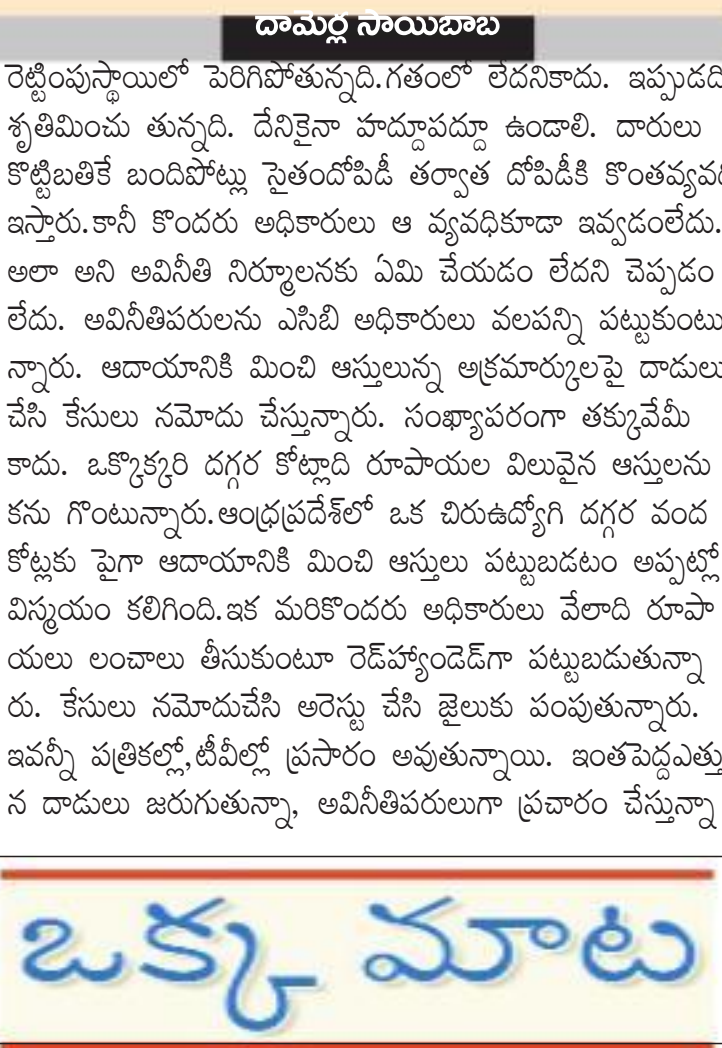 దామెర్ల సాయిబాబ
రెట్టింపుస్థాయిలో పెరిగిపోతున్నది.గతంలో లేదనికాదు. ఇప్పుడది
శృతిమించు తున్నది. దేనికైనా హద్దూపద్దూ ఉండాలి. దారులు
కొట్టిబతికే బందిపోట్లు సైతందోపిడీ తర్వాత దోపిడీకి కొంతవ్యవధి
ఇస్తారు.కానీ కొందరు అధికారులు ఆ వ్యవధికూడా ఇవ్వడంలేదు.
అలా అని అవినీతి నిర్మూలనకు ఏమి చేయడం లేదని చెప్పడం
లేదు. అవినీతిపరులను ఎసిబి అధికారులు వలపన్ని పట్టుకుంటు
న్నారు. ఆదాయానికి మించి ఆస్తులున్న అక్రమార్కులపై దాడులు
చేసి కేసులు నమోదు చేస్తున్నారు. సంఖ్యాపరంగా తక్కువేమీ
కాదు. ఒక్కొక్కరి దగ్గర కోట్లాది రూపాయల విలువైన ఆస్తులను
కను గొంటున్నారు.ఆంధ్రప్రదేశ్‌లో ఒక చిరుఉద్యోగి దగ్గర వంద
కోట్లకు పైగా ఆదాయానికి మించి ఆస్తులు పట్టుబడటం అప్పట్లో
విస్మయం కలిగింది.ఇక మరికొందరు అధికారులు వేలాది రూపా
యలు లంచాలు తీసుకుంటూ రెడ్‌హ్యాండెడ్‌గా పట్టుబడుతున్నా
రు. కేసులు నమోదుచేసి అరెస్టు చేసి జైలుకు పంపుతున్నారు.
ఇవన్నీ పత్రికల్లో,టీవీల్లో ప్రసారం అవుతున్నాయి. ఇంతపెద్దఎత్తు
న దాడులు జరుగుతున్నా, అవినీతిపరులుగా ప్రచారం చేస్తున్నా
ఒక్క మాట